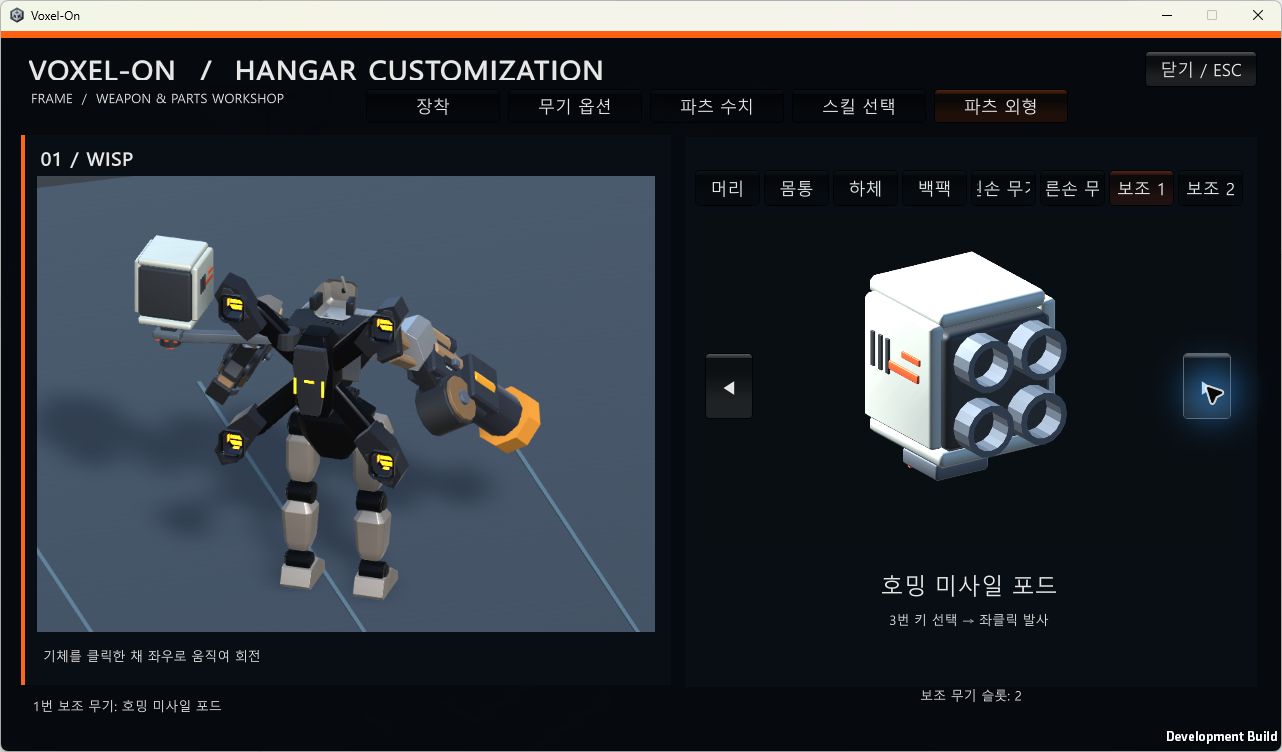 Voxel-On
VOXEL-ON / HANGAR CUSTOMIZATION
닫기 / ESC
FRAME / WEAPON & PARTS WORKSHOP
장착
무기 옵션
파츠 수치
스킬 선택
파츠 외형
01 / WISP
머리
몸통
하체
백팩
손 무
른손 무
보조 1
보조 2
호밍 미사일 포드
3번 키 선택 → 좌클릭 발사
기체를 클릭한 채 좌우로 움직여 회전
보조 무기 슬롯: 2
1번 보조 무기: 호밍 미사일 포드
Development Build